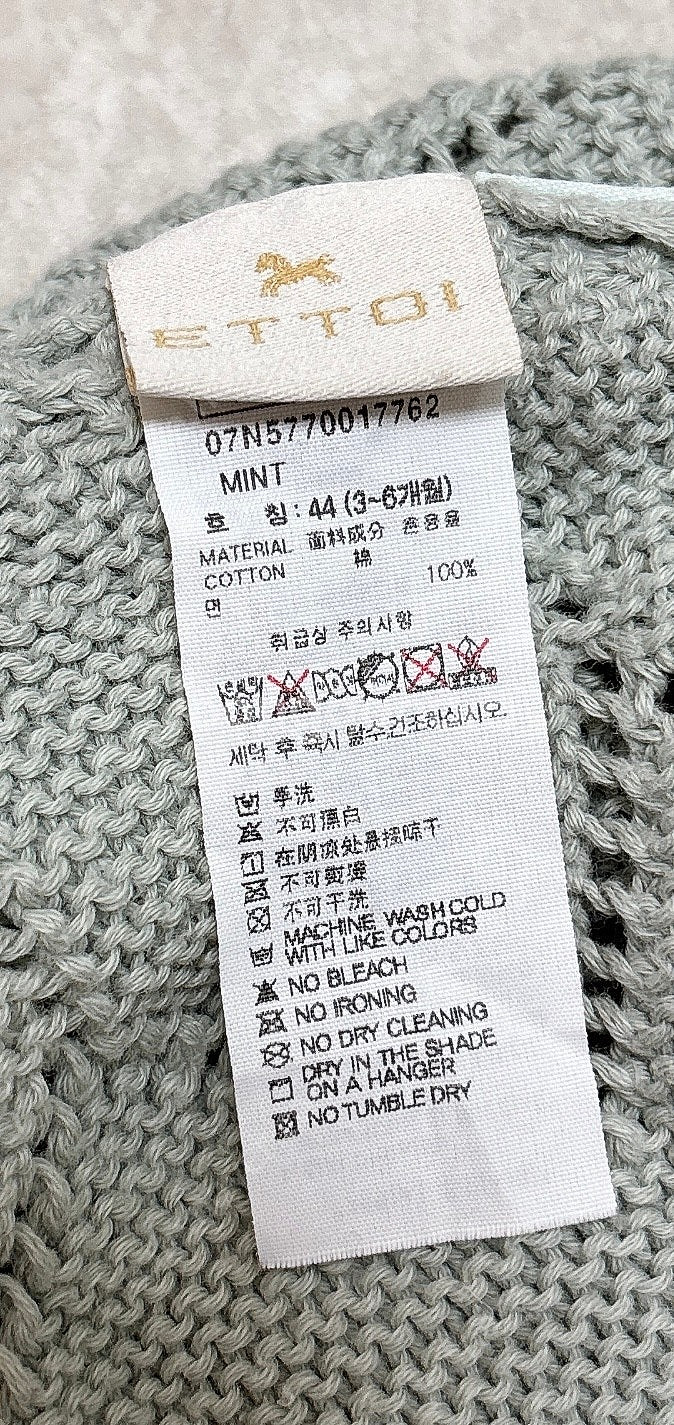 ETTOI
07N5770017762
MINT
호 칭 : 44 (3~6개월)
MATERIAL 面料成分 혼용율
COTTON 棉 100%
면
취급상 주의사항
세탁 후 즉시 탈수건조하십시오.
手洗
不可漂白
在阴凉处悬挂晾干
不可熨烫
不可干洗
MACHINE WASH COLD
WITH LIKE COLORS
NO BLEACH
NO IRONING
NO DRY CLEANING
DRY IN THE SHADE
ON A HANGER
NO TUMBLE DRY